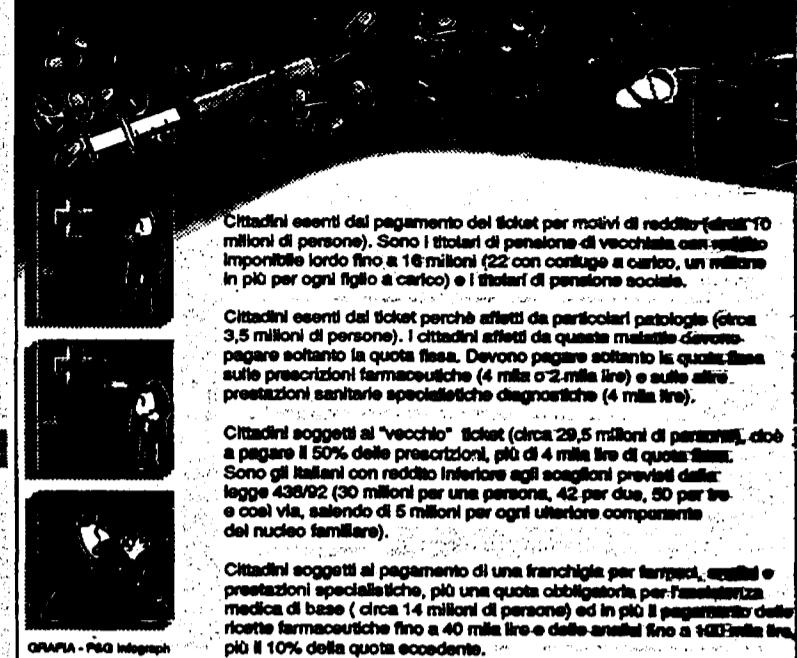 Cittadini esenti dal pagamento del ticket per motivi di reddito (circa 10
milioni di persone). Sono i titolari di pensione di vecchiaia con reddito
imponibile lordo fino a 16 milioni (22 con coniuge a carico, un milione
in più per ogni figlio a carico) e i titolari di pensione sociale.
Cittadini esenti dal ticket perchè affetti da particolari patologie (circa
3,5 milioni di persone). I cittadini affetti da queste malattie devono
pagare soltanto la quota fissa. Devono pagare soltanto la quota fissa
sulle prescrizioni farmaceutiche (4 mila o 2 mila lire) e sulle altre
prestazioni sanitarie specialistiche diagnostiche (4 mila lire).
Cittadini soggetti al "vecchio" ticket (circa 29,5 milioni di persone), cioè
a pagare il 50% delle prescrizioni, più di 4 mila lire di quota fissa.
Sono gli italiani con reddito inferiore agli scaglioni previsti dalla
legge 438/92 (30 milioni per una persona, 42 per due, 50 per tre
e così via, salendo di 5 milioni per ogni ulteriore componente
del nucleo familiare).
Cittadini soggetti al pagamento di una franchigia per farmaci, analisi e
prestazioni specialistiche, più una quota obbligatoria per l'assistenza
medica di base ( circa 14 milioni di persone) ed in più il pagamento delle
ricette farmaceutiche fino a 40 mila lire e delle analisi fino a 100 mila lire,
più il 10% della quota eccedente.
GRAFIA - P&G Infograph